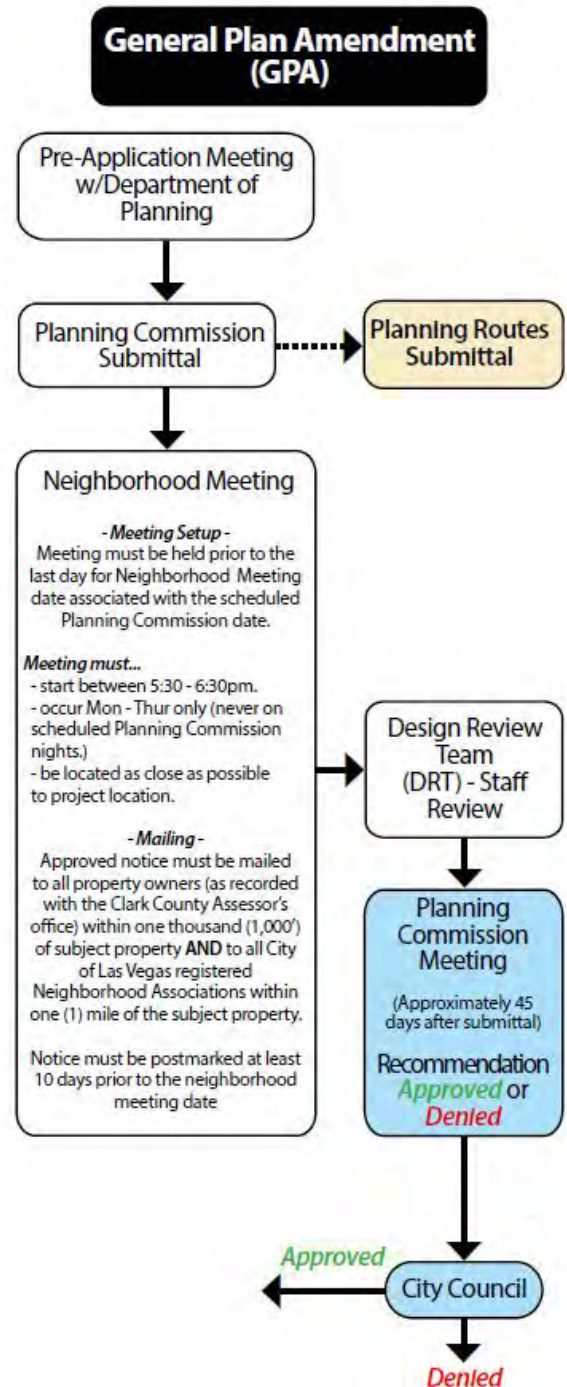 General Plan Amendment
(GPA)
Pre-Application Meeting
w/Department of
Planning
Planning Commission
Submittal
Planning Routes
Submittal
Neighborhood Meeting
- Meeting Setup -
Meeting must be held prior to the
last day for Neighborhood Meeting
date associated with the scheduled
Planning Commission date.
Meeting must...
- start between 5:30 - 6:30pm.
- occur Mon - Thur only (never on
scheduled Planning Commission
nights.)
- be located as close as possible
to project location.
- Mailing -
Approved notice must be mailed
to all property owners (as recorded
with the Clark County Assessor's
office) within one thousand (1,000')
of subject property AND to all City
of Las Vegas registered
Neighborhood Associations within
one (1) mile of the subject property.
Notice must be postmarked at least
10 days prior to the neighborhood
meeting date
Design Review
Team
(DRT) - Staff
Review
Planning
Commission
Meeting
(Approximately 45
days after submittal)
Recommendation
Approved or
Denied
City Council
Approved
Denied